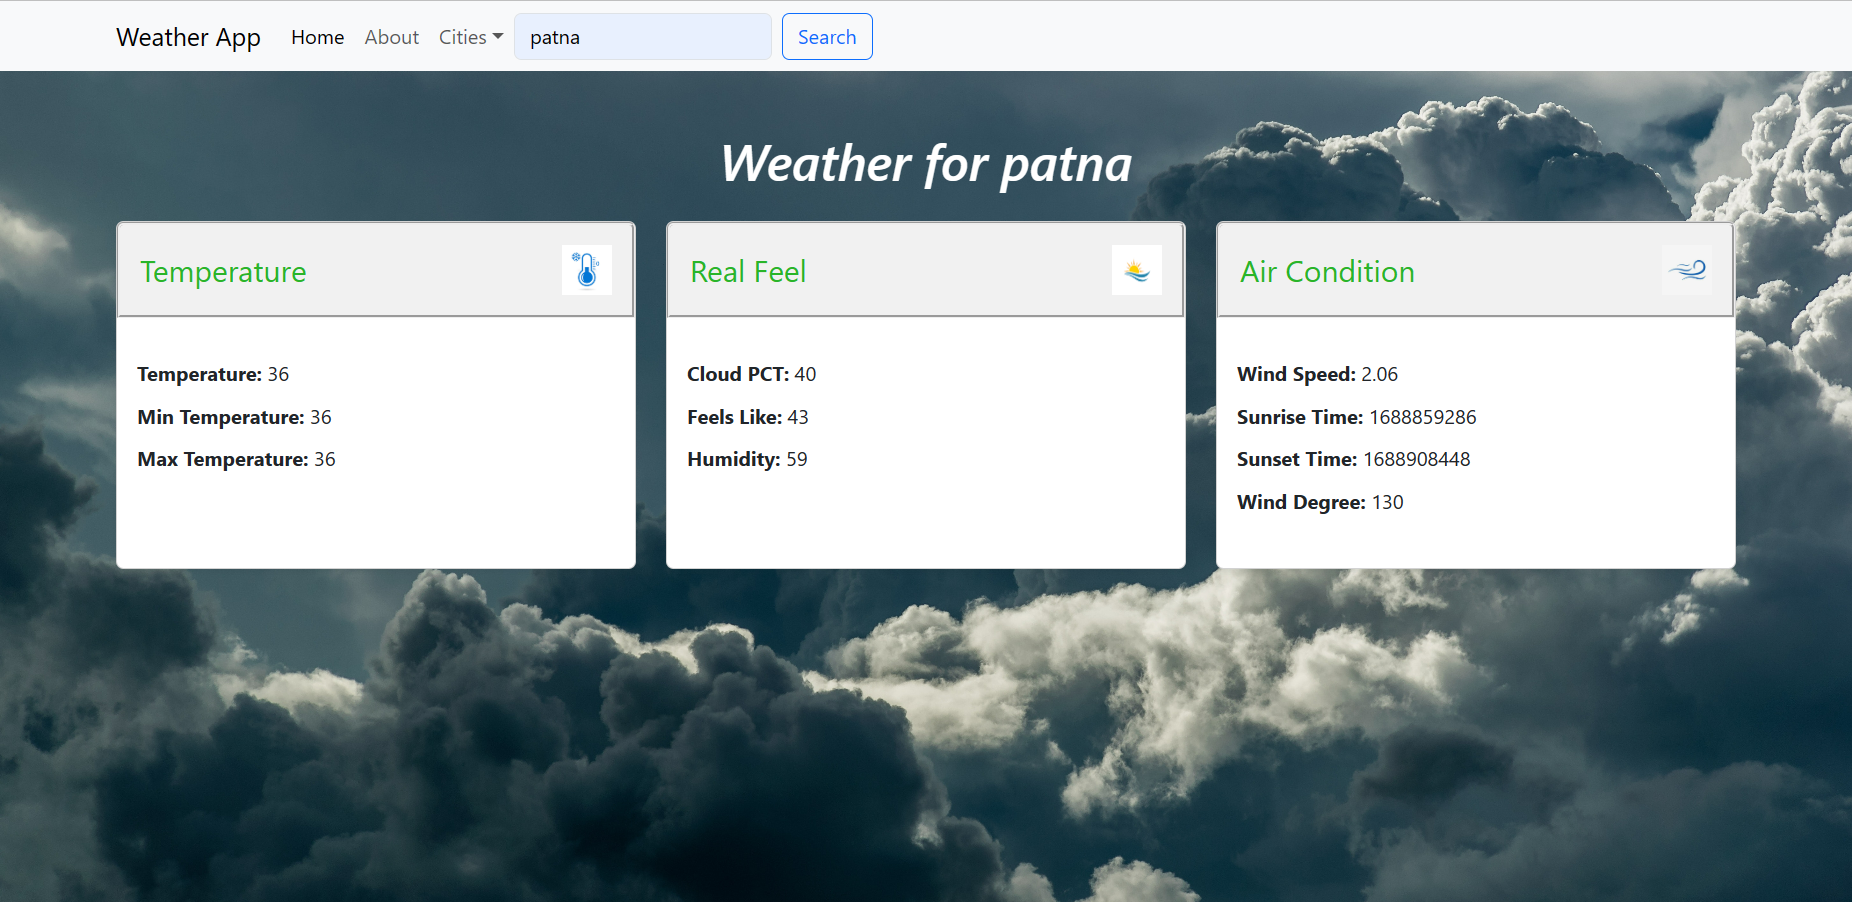 Weather App Home About Cities patna Search
Weather for patna
Temperature
Temperature: 36
Min Temperature: 36
Max Temperature: 36
Real Feel
Cloud PCT: 40
Feels Like: 43
Humidity: 59
Air Condition
Wind Speed: 2.06
Sunrise Time: 1688859286
Sunset Time: 1688908448
Wind Degree: 130